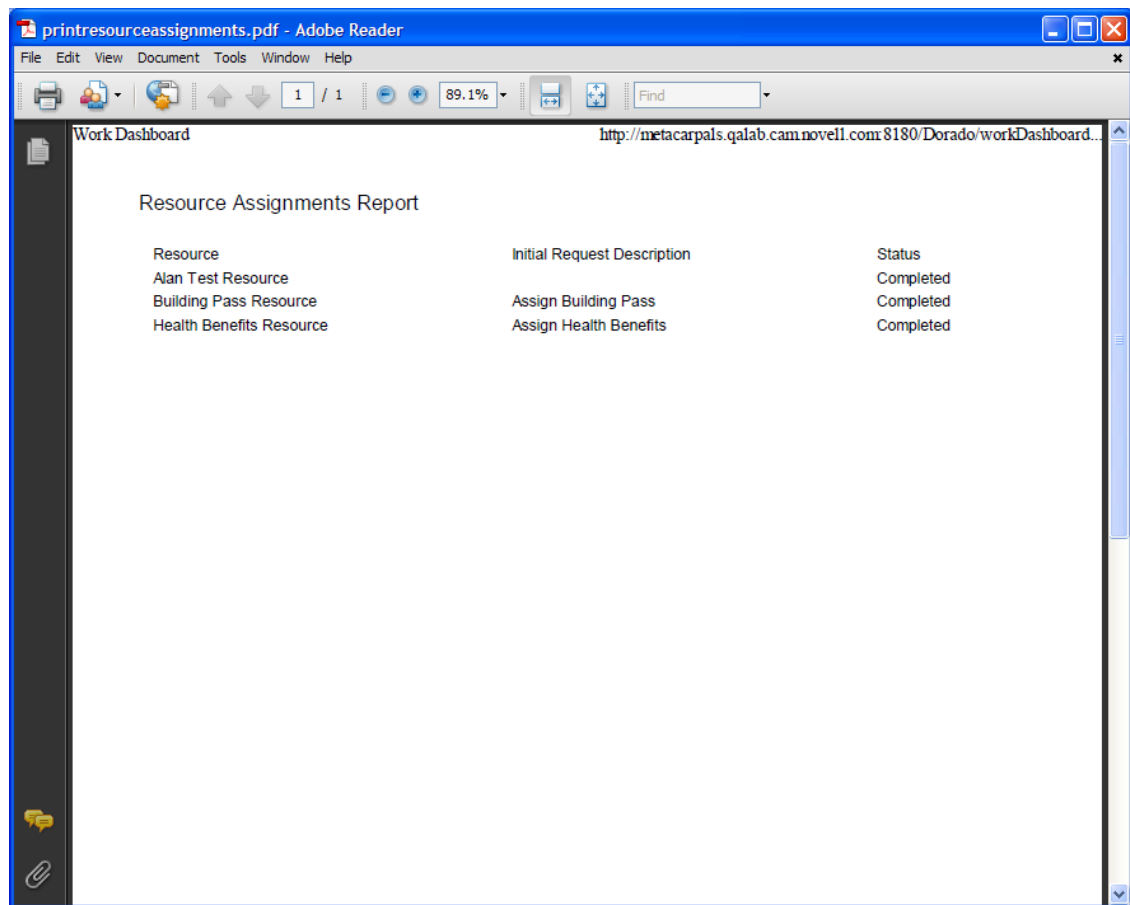 printresourceassignments.pdf - Adobe Reader
File Edit View Document Tools Window Help
1 / 1 89.1% Find
Work Dashboard http://metacarpals.qalab.cam.novell.com:8180/Dorado/workDashboard...
Resource Assignments Report
Resource Initial Request Description Status
Alan Test Resource Completed
Building Pass Resource Assign Building Pass Completed
Health Benefits Resource Assign Health Benefits Completed